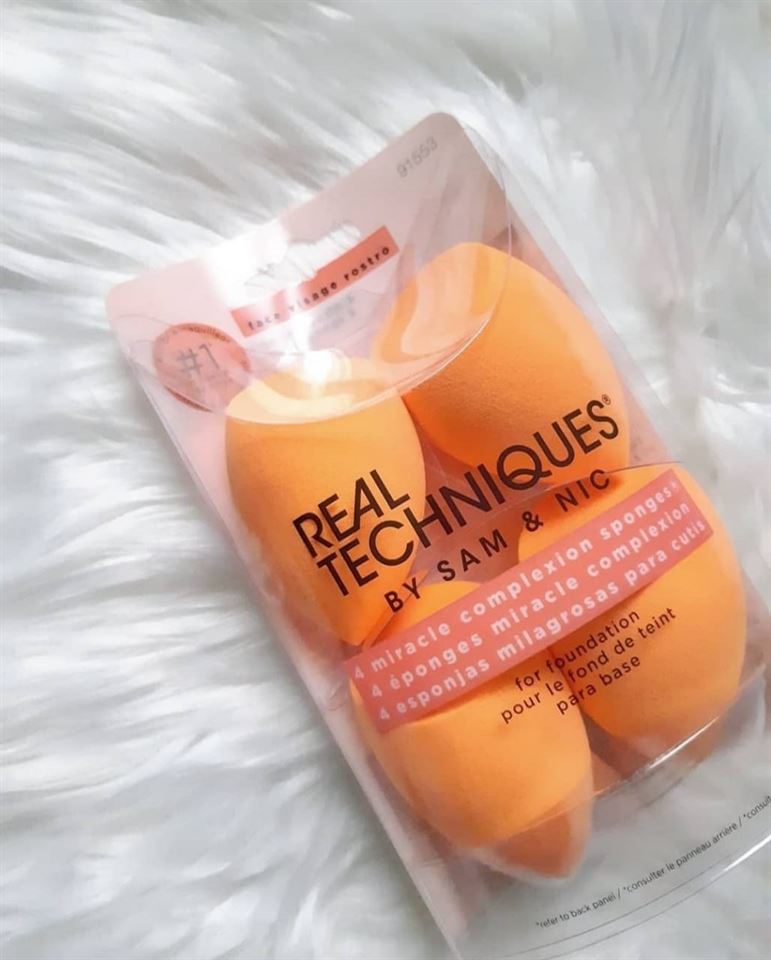 91553
face visage rostro
#1
REAL
TECHNIQUES®
BY SAM & NIC
4 miracle complexion sponges®
4 éponges miracle complexion
4 esponjas milagrosas para cutis
for foundation
pour le fond de teint
para base
*refer to back panel / *consulter le panneau arrière / *consult